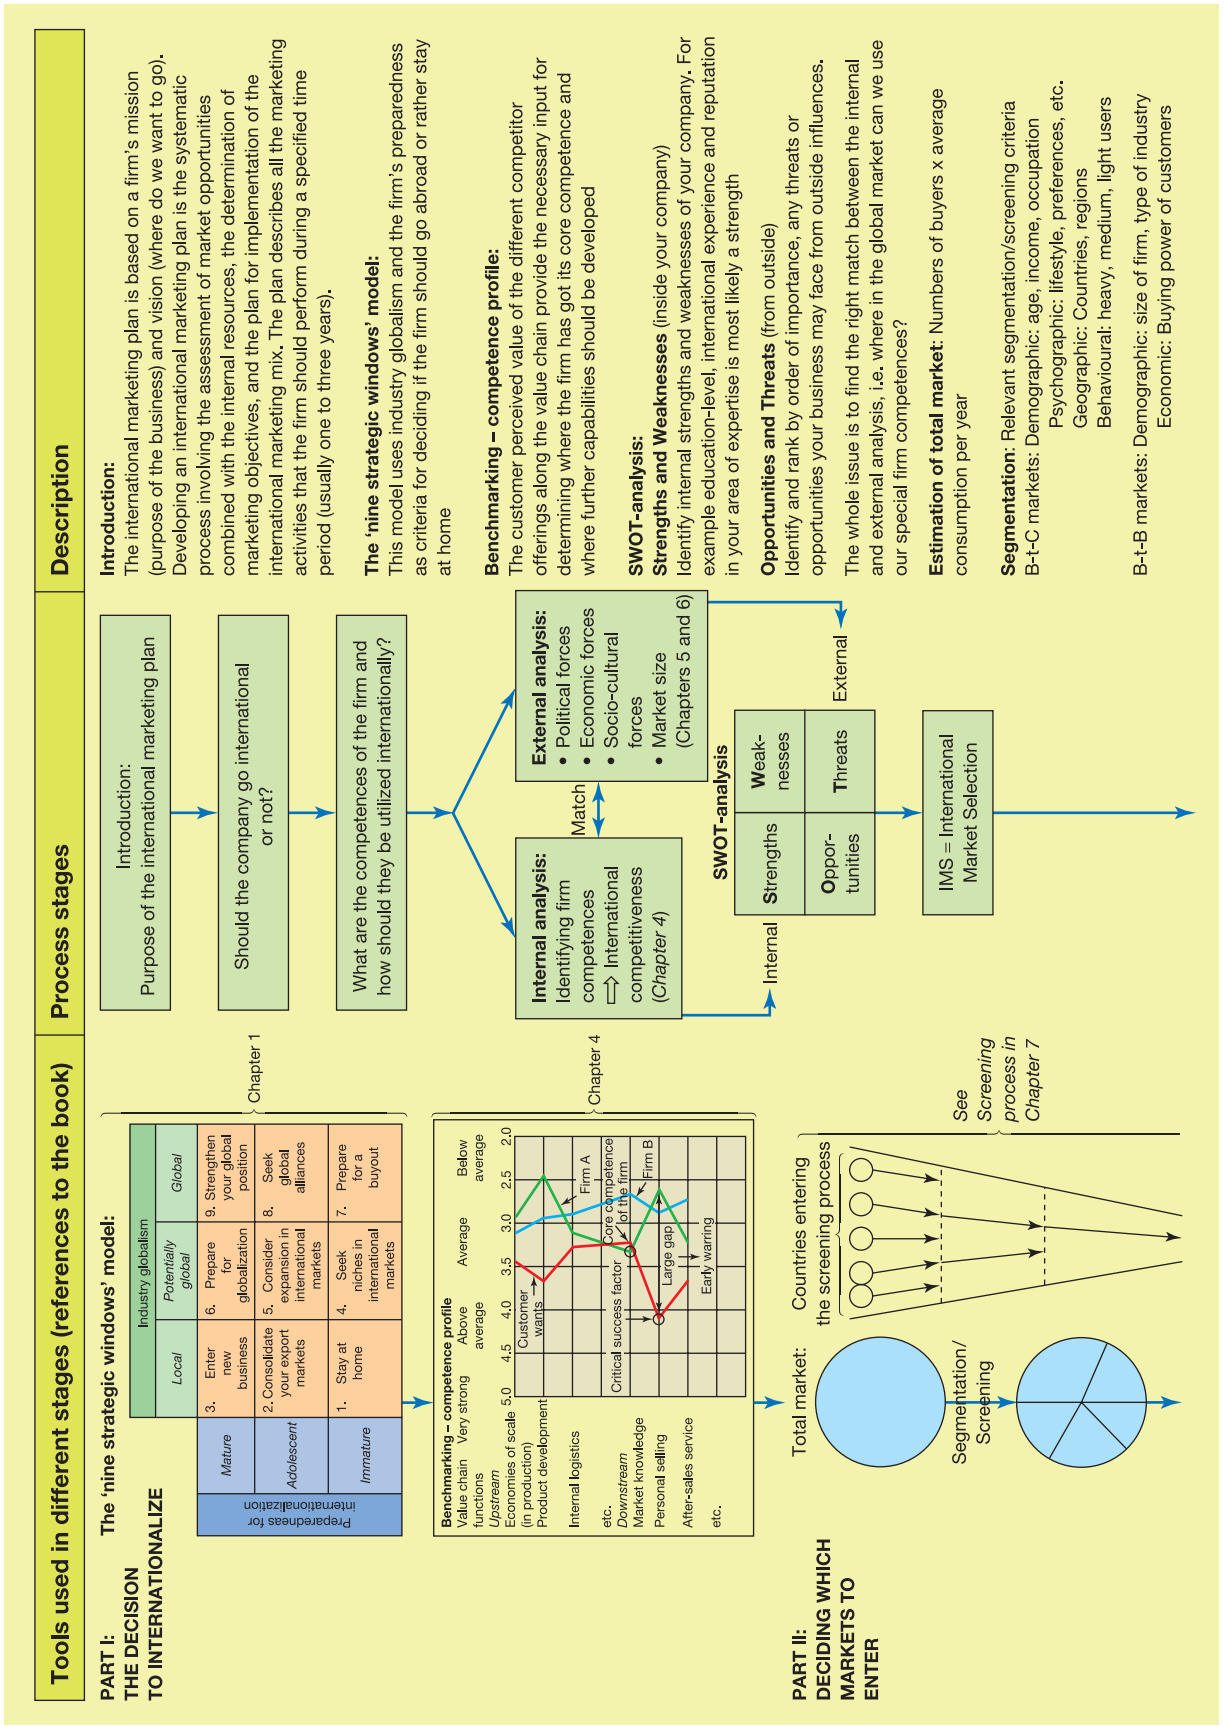 Tools used in different stages (references to the book)
Process stages
Description
PART I:
THE DECISION
TO INTERNATIONALIZE
The 'nine strategic windows' model:
Industry globalism
Local
Potentially
global
Global
Preparedness for
internationalization
Mature
3. Enter
new
business
6. Prepare
for
globalization
9. Strengthen
your global
position
Adolescent
2. Consolidate
your export
markets
5. Consider
expansion in
international
markets
8. Seek
global
alliances
Immature
1. Stay at
home
4. Seek
niches in
international
markets
7. Prepare
for a
buyout
Chapter 1
Benchmarking – competence profile
Value chain
functions
Very strong
Above
average
Average
Below
average
5.0 4.5 4.0 3.5 3.0 2.5 2.0
Upstream
Economies of scale
(in production)
Product development
Internal logistics
etc.
Downstream
Market knowledge
Personal selling
After-sales service
etc.
Customer
wants
Firm A
Core competence
of the firm
Firm B
Critical success factor
Large gap
Early warring
Chapter 4
PART II:
DECIDING WHICH
MARKETS TO
ENTER
Total market:
Segmentation/
Screening
Countries entering
the screening process
See
Screening
process in
Chapter 7
Introduction:
Purpose of the international marketing plan
Should the company go international
or not?
What are the competences of the firm and
how should they be utilized internationally?
Internal analysis:
Identifying firm
competences
⇨ International
competitiveness
(Chapter 4)
Match
External analysis:
• Political forces
• Economic forces
• Socio-cultural
forces
• Market size
(Chapters 5 and 6)
SWOT-analysis
Internal
Strengths
Weak-
nesses
Oppor-
tunities
Threats
External
IMS = International
Market Selection
Introduction:
The international marketing plan is based on a firm's mission
(purpose of the business) and vision (where do we want to go).
Developing an international marketing plan is the systematic
process involving the assessment of market opportunities
combined with the internal resources, the determination of
marketing objectives, and the plan for implementation of the
international marketing mix. The plan describes all the marketing
activities that the firm should perform during a specified time
period (usually one to three years).
The 'nine strategic windows' model:
This model uses industry globalism and the firm's preparedness
as criteria for deciding if the firm should go abroad or rather stay
at home
Benchmarking – competence profile:
The customer perceived value of the different competitor
offerings along the value chain provide the necessary input for
determining where the firm has got its core competence and
where further capabilities should be developed
SWOT-analysis:
Strengths and Weaknesses (inside your company)
Identify internal strengths and weaknesses of your company. For
example education-level, international experience and reputation
in your area of expertise is most likely a strength
Opportunities and Threats (from outside)
Identify and rank by order of importance, any threats or
opportunities your business may face from outside influences.
The whole issue is to find the right match between the internal
and external analysis, i.e. where in the global market can we use
our special firm competences?
Estimation of total market: Numbers of buyers x average
consumption per year
Segmentation: Relevant segmentation/screening criteria
B-t-C markets: Demographic: age, income, occupation
Psychographic: lifestyle, preferences, etc.
Geographic: Countries, regions
Behavioural: heavy, medium, light users
B-t-B markets: Demographic: size of firm, type of industry
Economic: Buying power of customers